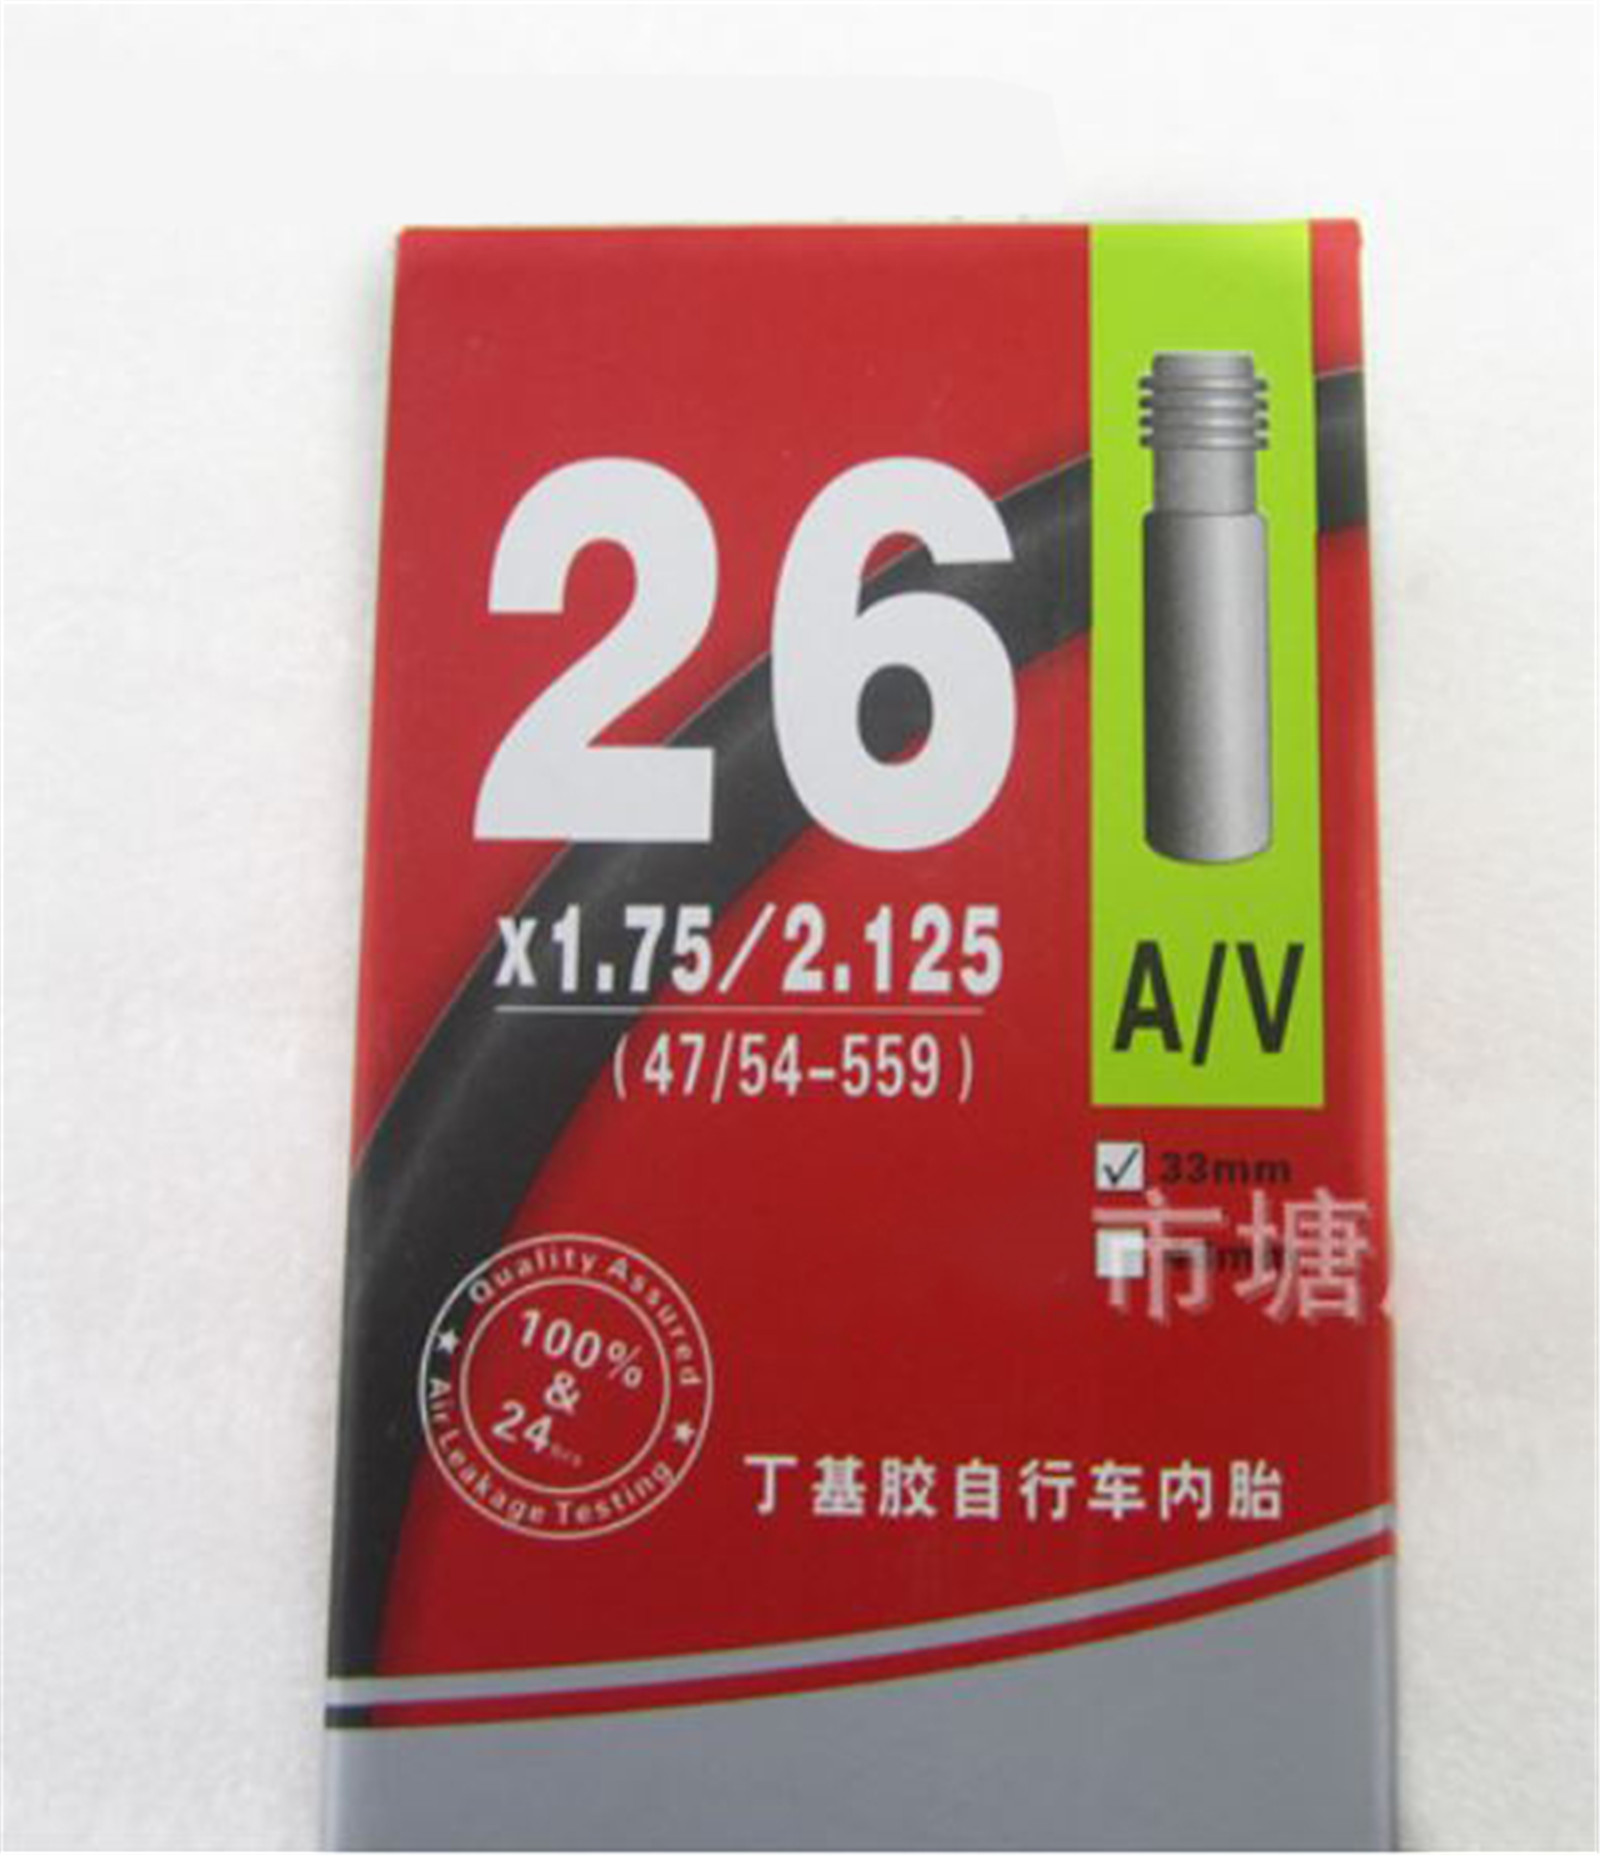 26
A/V
x1.75/2.125
(47/54-559)
33mm
市塘
Quality Assured
100%
&
24
Air Leakage Testing
丁基胶自行车内胎